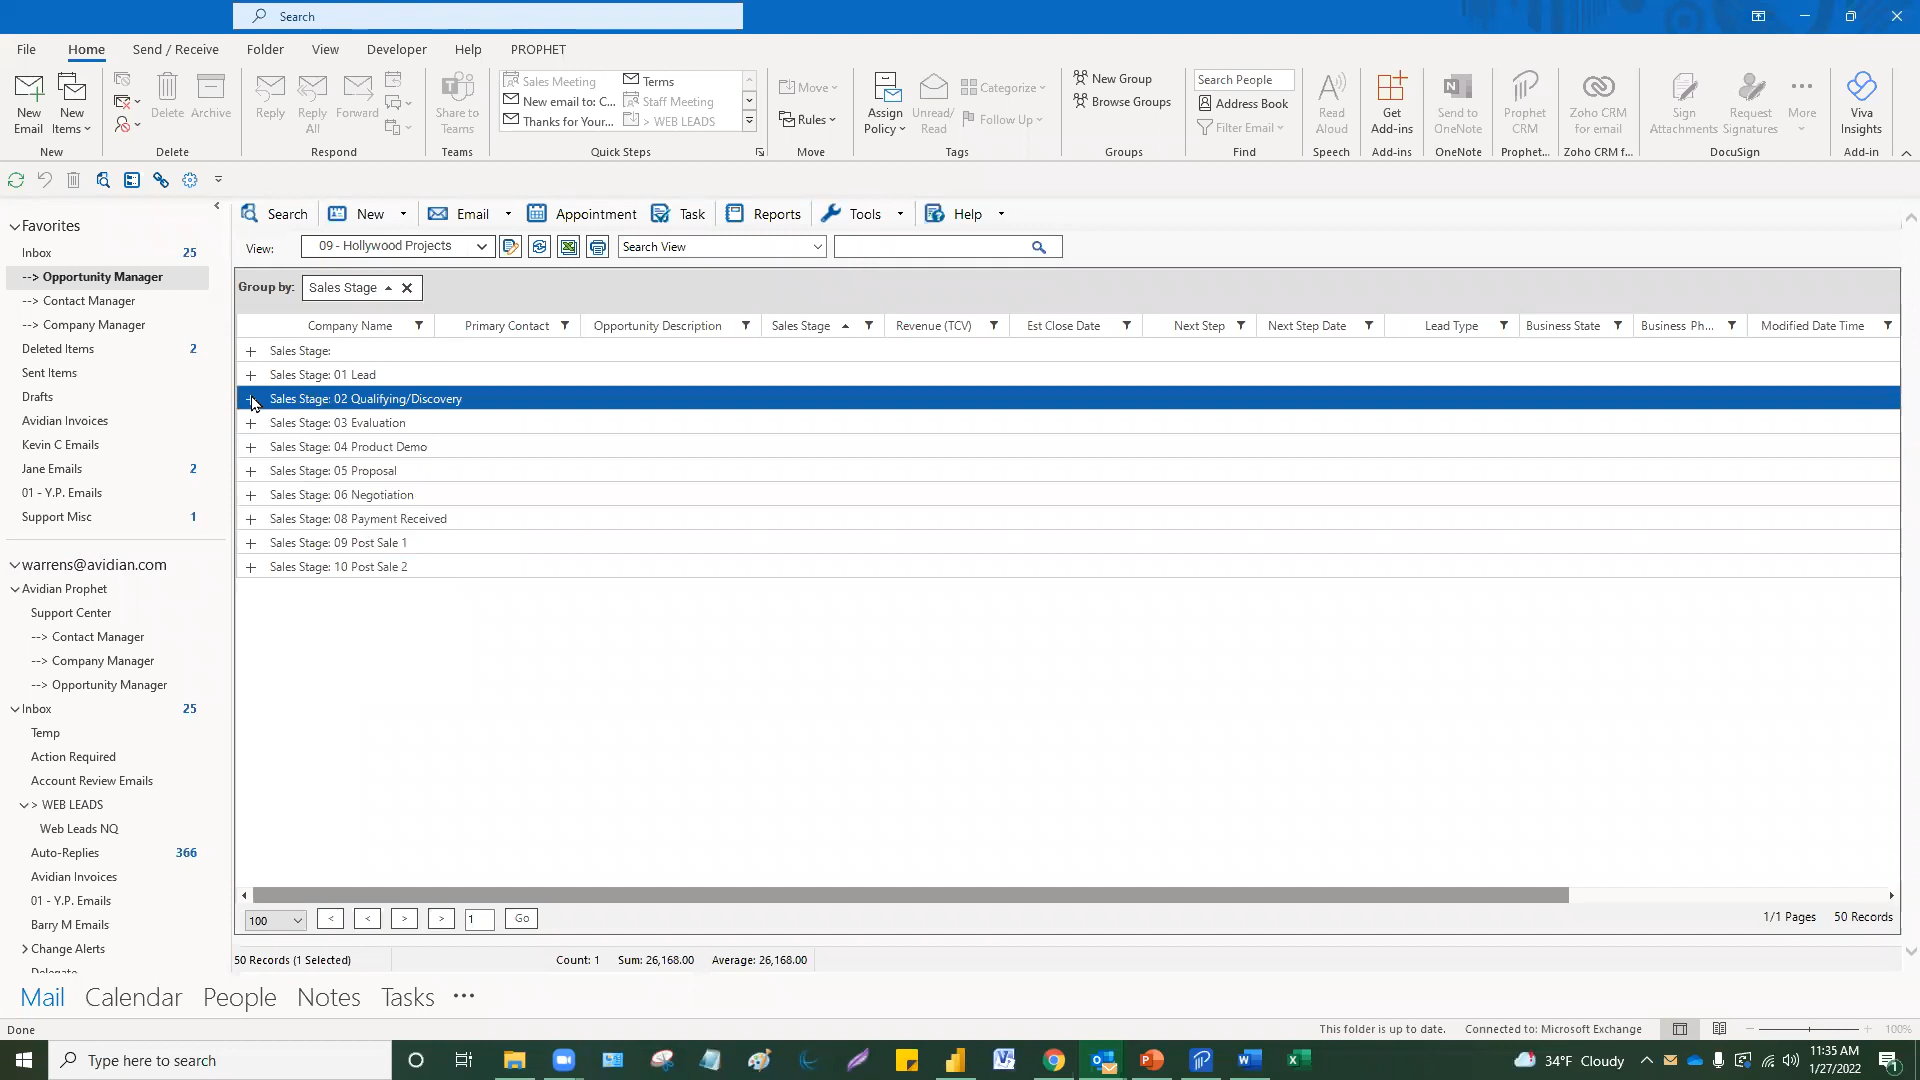 Search
File Home Send / Receive Folder View Developer Help PROPHET
New Email
New Items
Delete
Archive
Reply
Reply All
Forward
Share to Teams
Sales Meeting
New email to: C...
Thanks for Your...
Terms
Staff Meeting
> WEB LEADS
Move
Rules
Assign Policy
Unread/ Read
Categorize
Follow Up
New Group
Browse Groups
Search People
Address Book
Filter Email
Read Aloud
Get Add-ins
Send to OneNote
Prophet CRM
Zoho CRM for email
Sign Attachments
Request Signatures
More
Viva Insights
New Delete Respond Teams Quick Steps Move Tags Groups Find Speech Add-ins OneNote Prophet... Zoho CRM f... DocuSign Add-in
Favorites
Inbox 25
--> Opportunity Manager
--> Contact Manager
--> Company Manager
Deleted Items 2
Sent Items
Drafts
Avidian Invoices
Kevin C Emails
Jane Emails 2
01 - Y.P. Emails
Support Misc 1
warrens@avidian.com
Avidian Prophet
Support Center
--> Contact Manager
--> Company Manager
--> Opportunity Manager
Inbox 25
Temp
Action Required
Account Review Emails
> WEB LEADS
Web Leads NQ
Auto-Replies 366
Avidian Invoices
01 - Y.P. Emails
Barry M Emails
Change Alerts
Delegate
Search New Email Appointment Task Reports Tools Help
View: 09 - Hollywood Projects Search View
Group by: Sales Stage
Company Name Primary Contact Opportunity Description Sales Stage Revenue (TCV) Est Close Date Next Step Next Step Date Lead Type Business State Business Ph... Modified Date Time
Sales Stage:
Sales Stage: 01 Lead
Sales Stage: 02 Qualifying/Discovery
Sales Stage: 03 Evaluation
Sales Stage: 04 Product Demo
Sales Stage: 05 Proposal
Sales Stage: 06 Negotiation
Sales Stage: 08 Payment Received
Sales Stage: 09 Post Sale 1
Sales Stage: 10 Post Sale 2
100 < < > > 1 Go 1/1 Pages 50 Records
50 Records (1 Selected) Count: 1 Sum: 26,168.00 Average: 26,168.00
Mail Calendar People Notes Tasks ...
Done This folder is up to date. Connected to: Microsoft Exchange 100%
Type here to search 34°F Cloudy 11:35 AM
1/27/2022 1